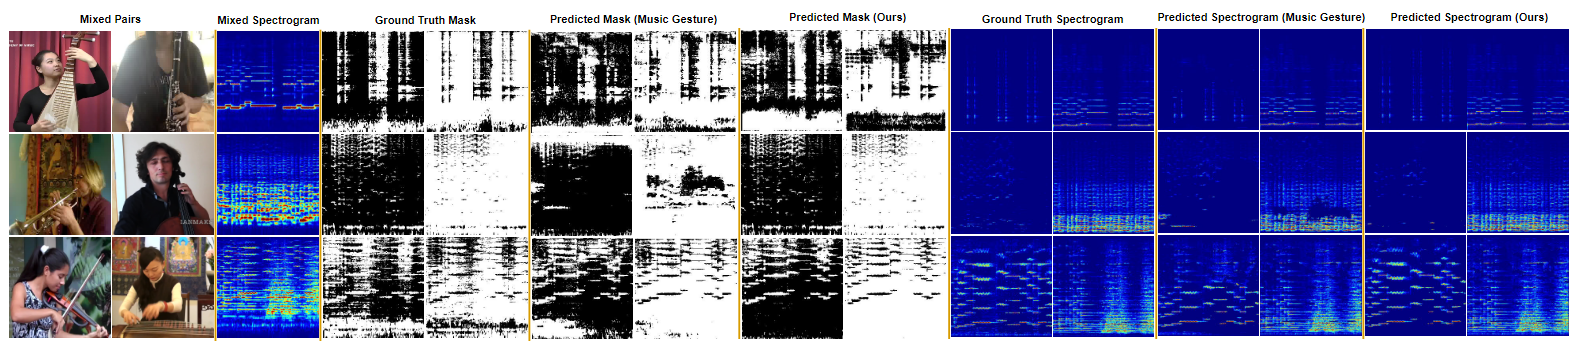 Mixed Pairs
Mixed Spectrogram
Ground Truth Mask
Predicted Mask (Music Gesture)
Predicted Mask (Ours)
Ground Truth Spectrogram
Predicted Spectrogram (Music Gesture)
Predicted Spectrogram (Ours)